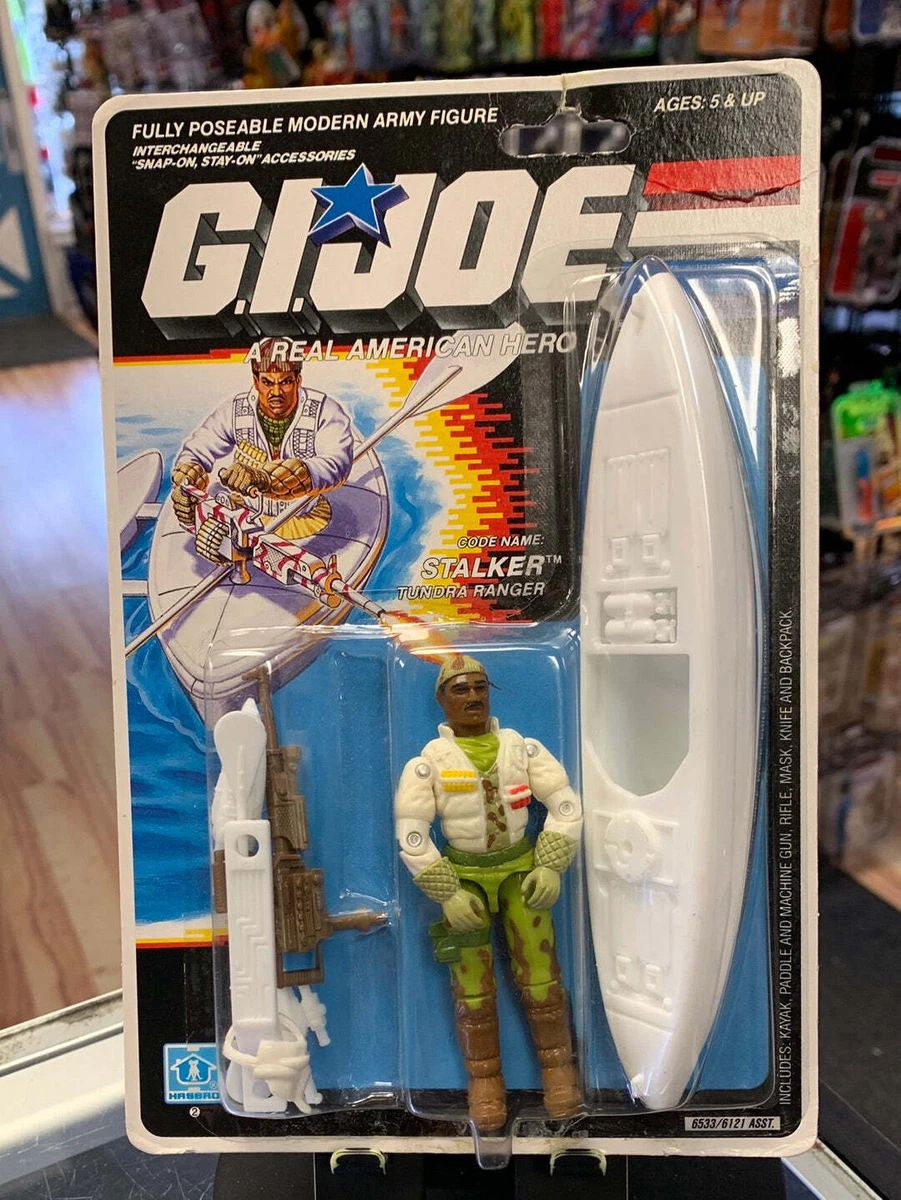 FULLY POSEABLE MODERN ARMY FIGURE
AGES: 5 & UP
INTERCHANGEABLE
"SNAP-ON, STAY-ON" ACCESSORIES
G.I. JOE
A REAL AMERICAN HERO
CODE NAME:
STALKER™
TUNDRA RANGER
INCLUDES: KAYAK, PADDLE AND MACHINE GUN, RIFLE, MASK, KNIFE AND BACKPACK.
HASBRO®
2
6533/6121 ASST.